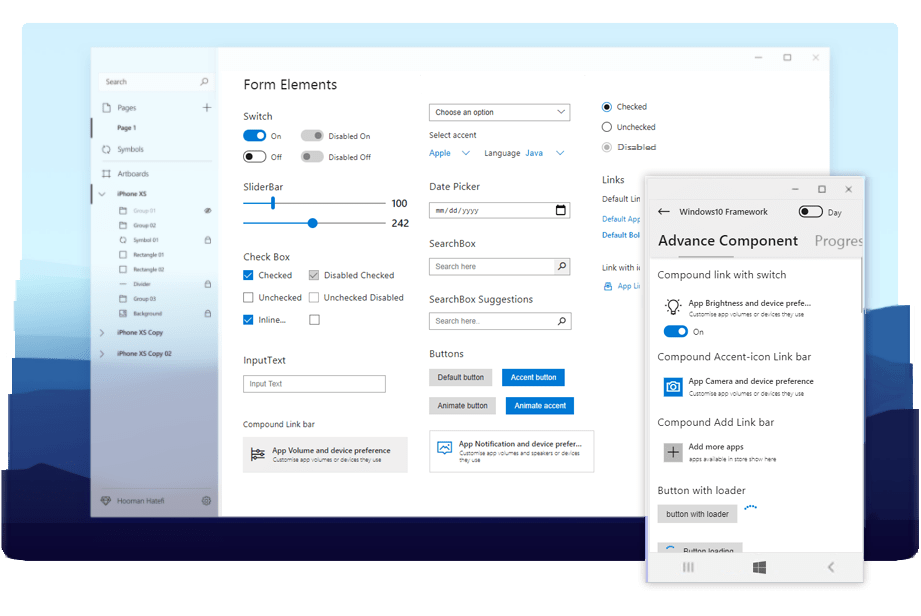 Search
Pages
Page 1
Symbols
Artboards
iPhone XS
Group 01
Group 02
Symbol 01
Rectangle 01
Rectangle 02
Divider
Group 03
Background
iPhone XS Copy
iPhone XS Copy 02
Hooman Hatefi
Form Elements
Switch
On
Disabled On
Off
Disabled Off
SliderBar
100
242
Check Box
Checked
Disabled Checked
Unchecked
Unchecked Disabled
Inline...
InputText
Input Text
Compound Link bar
App Volume and device preference
Customise app volumes or devices they use
Choose an option
Select accent
Apple
Language
Java
Date Picker
mm/dd/yyyy
SearchBox
Search here
SearchBox Suggestions
Search here..
Buttons
Default button
Accent button
Animate button
Animate accent
App Notification and device prefer...
Customise app volumes and speakers or devices
they use
Checked
Unchecked
Disabled
Links
Default Lin
Default App
Default Bol
Link with ic
App Li
Windows10 Framework
Day
Advance Component
Progres
Compound link with switch
App Brightness and device prefe...
Customise app volumes or devices they use
On
Compound Accent-icon Link bar
App Camera and device preference
Customise app volumes or devices they use
Compound Add Link bar
Add more apps
apps available in store show here
Button with loader
button with loader
Button loading